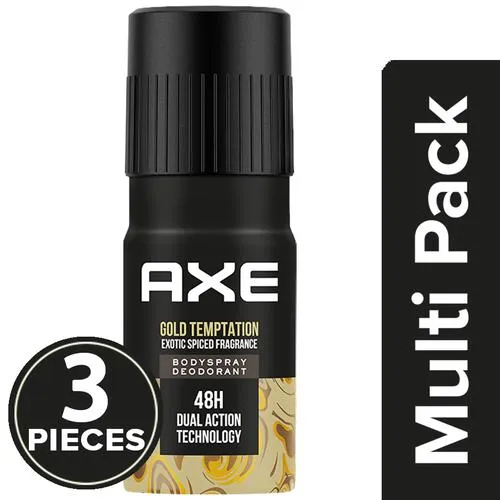 AXE
GOLD TEMPTATION
EXOTIC SPICED FRAGRANCE
BODYSPRAY
DEODORANT
48H
DUAL ACTION
TECHNOLOGY
3
PIECES
Multi Pack